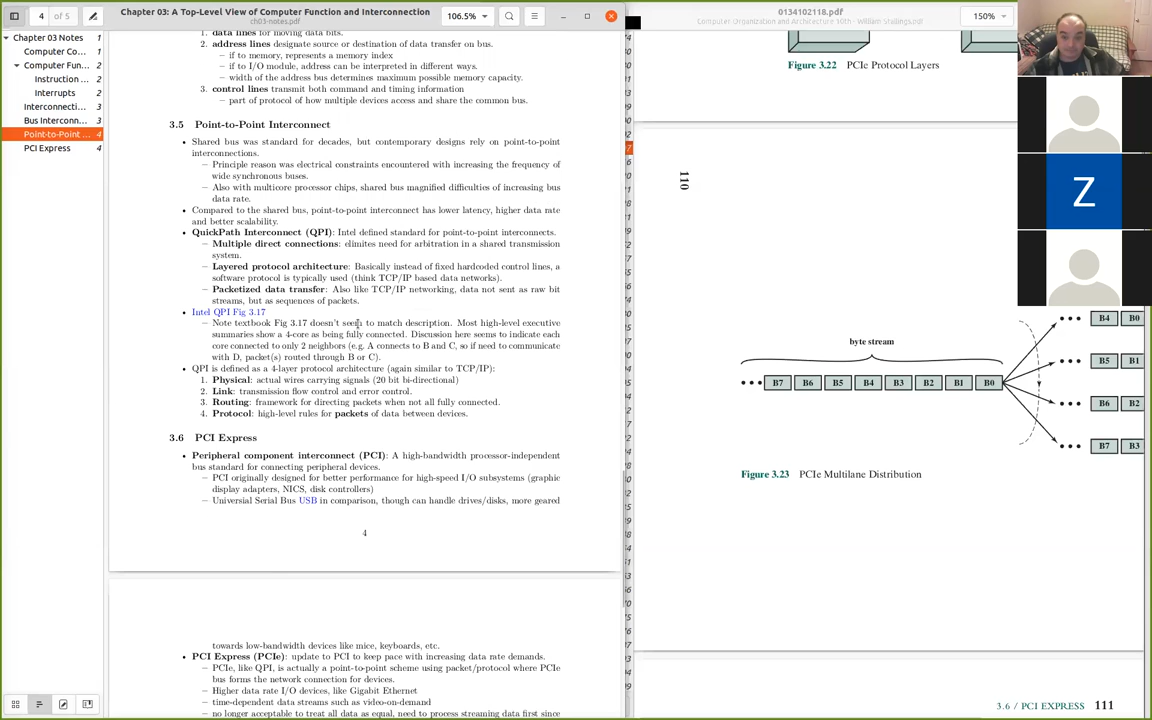 4 of 5
Chapter 03: A Top-Level View of Computer Function and Interconnection
ch03-notes.pdf
106.5%
0134102118.pdf
Computer Organization and Architecture 10th - William Stallings.pdf
150%
Chapter 03 Notes
Computer Co...
Computer Fun... 2
Instruction ... 2
Interrupts 2
Interconnecti... 3
Bus Interconn... 3
Point-to-Point ... 4
PCI Express 4
1. data lines for moving data bits.
2. address lines designate source or destination of data transfer on bus.
– if to memory, represents a memory index
– if to I/O module, address can be interpreted in different ways.
– width of the address bus determines maximum possible memory capacity.
3. control lines transmit both command and timing information
– part of protocol of how multiple devices access and share the common bus.
3.5 Point-to-Point Interconnect
• Shared bus was standard for decades, but contemporary designs rely on point-to-point
interconnections.
– Principle reason was electrical constraints encountered with increasing the frequency of
wide synchronous buses.
– Also with multicore processor chips, shared bus magnified difficulties of increasing bus
data rate.
• Compared to the shared bus, point-to-point interconnect has lower latency, higher data rate
and better scalability.
• QuickPath Interconnect (QPI): Intel defined standard for point-to-point interconnects.
– Multiple direct connections: elimites need for arbitration in a shared transmission
system.
– Layered protocol architecture: Basically instead of fixed hardcoded control lines, a
software protocol is typically used (think TCP/IP based data networks).
– Packetized data transfer: Also like TCP/IP networking, data not sent as raw bit
streams, but as sequences of packets.
• Intel QPI Fig 3.17
– Note textbook Fig 3.17 doesn't seem to match description. Most high-level executive
summaries show a 4-core as being fully connected. Discussion here seems to indicate each
core connected to only 2 neighbors (e.g. A connects to B and C, so if need to communicate
with D, packet(s) routed through B or C).
• QPI is defined as a 4-layer protocol architecture (again similar to TCP/IP):
1. Physical: actual wires carrying signals (20 bit bi-directional)
2. Link: transmission flow control and error control.
3. Routing: framework for directing packets when not all fully connected.
4. Protocol: high-level rules for packets of data between devices.
3.6 PCI Express
• Peripheral component interconnect (PCI): A high-bandwidth processor-independent
bus standard for connecting peripheral devices.
– PCI originally designed for better performance for high-speed I/O subsystems (graphic
display adapters, NICS, disk controllers)
– Universial Serial Bus USB in comparison, though can handle drives/disks, more geared
4
towards low-bandwidth devices like mice, keyboards, etc.
• PCI Express (PCIe): update to PCI to keep pace with increasing data rate demands.
– PCIe, like QPI, is actually a point-to-point scheme using packet/protocol where PCIe
bus forms the network connection for devices.
– Higher data rate I/O devices, like Gigabit Ethernet
– time-dependent data streams such as video-on-demand
– no longer acceptable to treat all data as equal, need to process streaming data first since
Figure 3.22 PCIe Protocol Layers
110
Z
byte stream
B7 B6 B5 B4 B3 B2 B1 B0
B4 B0
B5 B1
B6 B2
B7 B3
Figure 3.23 PCIe Multilane Distribution
3.6 / PCI EXPRESS 111